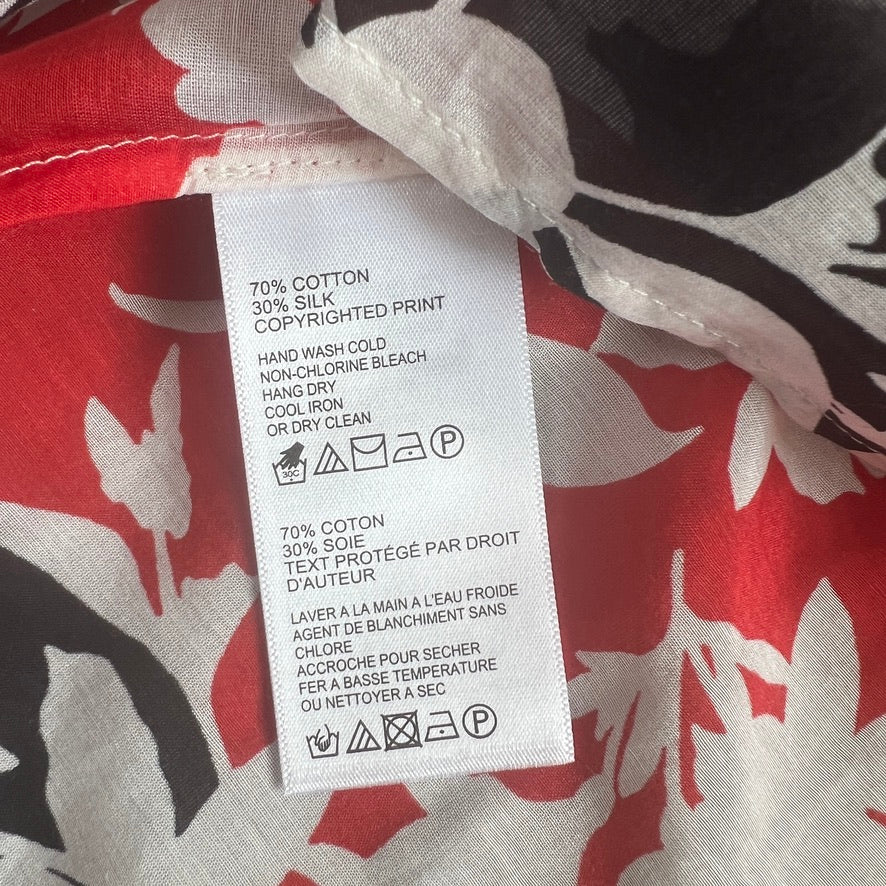 70% COTTON
30% SILK
COPYRIGHTED PRINT
HAND WASH COLD
NON-CHLORINE BLEACH
HANG DRY
COOL IRON
OR DRY CLEAN
30C P
70% COTON
30% SOIE
TEXT PROTÉGÉ PAR DROIT
D'AUTEUR
LAVER A LA MAIN A L'EAU FROIDE
AGENT DE BLANCHIMENT SANS
CHLORE
ACCROCHE POUR SECHER
FER A BASSE TEMPERATURE
OU NETTOYER A SEC
P